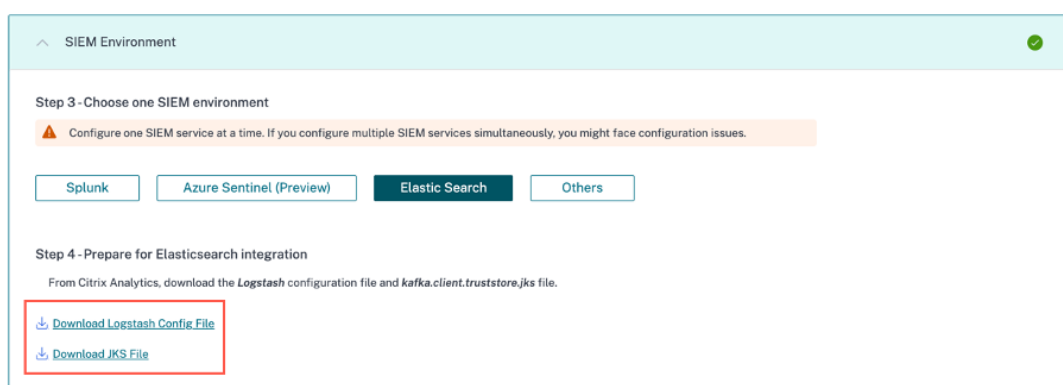 SIEM Environment
Step 3 - Choose one SIEM environment
Configure one SIEM service at a time. If you configure multiple SIEM services simultaneously, you might face configuration issues.
Splunk
Azure Sentinel (Preview)
Elastic Search
Others
Step 4 - Prepare for Elasticsearch integration
From Citrix Analytics, download the Logstash configuration file and kafka.client.truststore.jks file.
Download Logstash Config File
Download JKS File